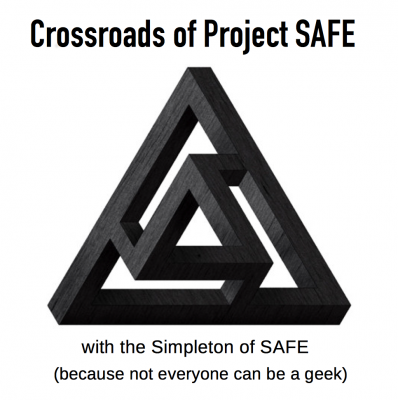 Crossroads of Project SAFE
with the Simpleton of SAFE
(because not everyone can be a geek)